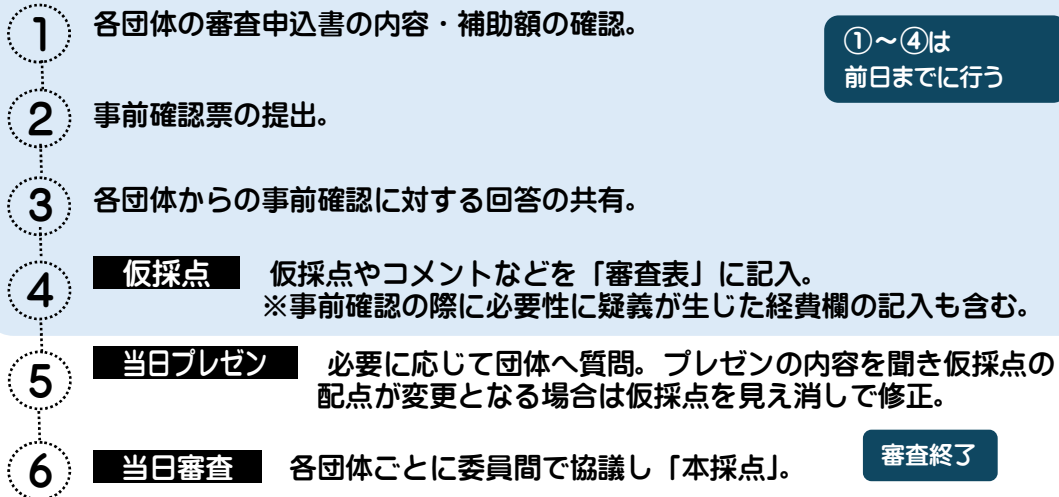 1 各団体の審査申込書の内容・補助額の確認。
①～④は
前日までに行う
2 事前確認票の提出。
3 各団体からの事前確認に対する回答の共有。
4 仮採点 仮採点やコメントなどを「審査表」に記入。
※事前確認の際に必要性に疑義が生じた経費欄の記入も含む。
5 当日プレゼン 必要に応じて団体へ質問。プレゼンの内容を聞き仮採点の
配点が変更となる場合は仮採点を見え消しで修正。
6 当日審査 各団体ごとに委員間で協議し「本採点」。
審査終了